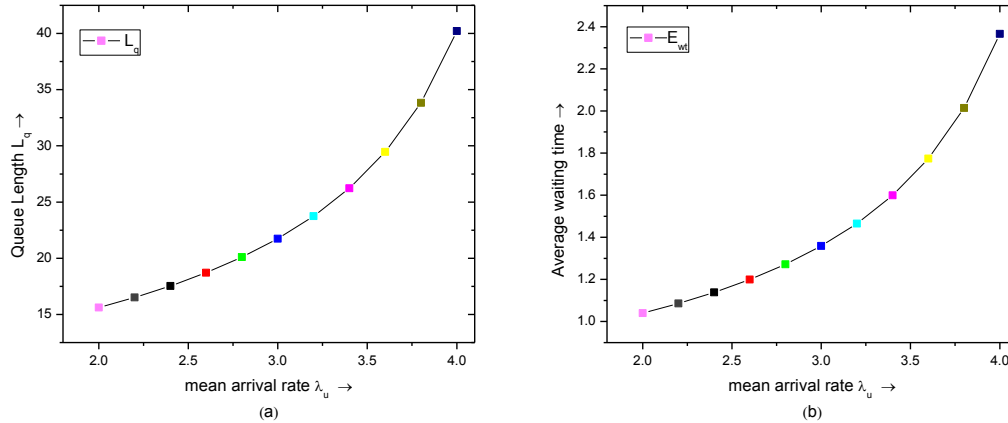 L_q
Queue Length L_q →
40
35
30
25
20
15
2.0 2.5 3.0 3.5 4.0
mean arrival rate λ_u →
(a)
E_wt
Average waiting time →
2.4
2.2
2.0
1.8
1.6
1.4
1.2
1.0
2.0 2.5 3.0 3.5 4.0
mean arrival rate λ_u →
(b)